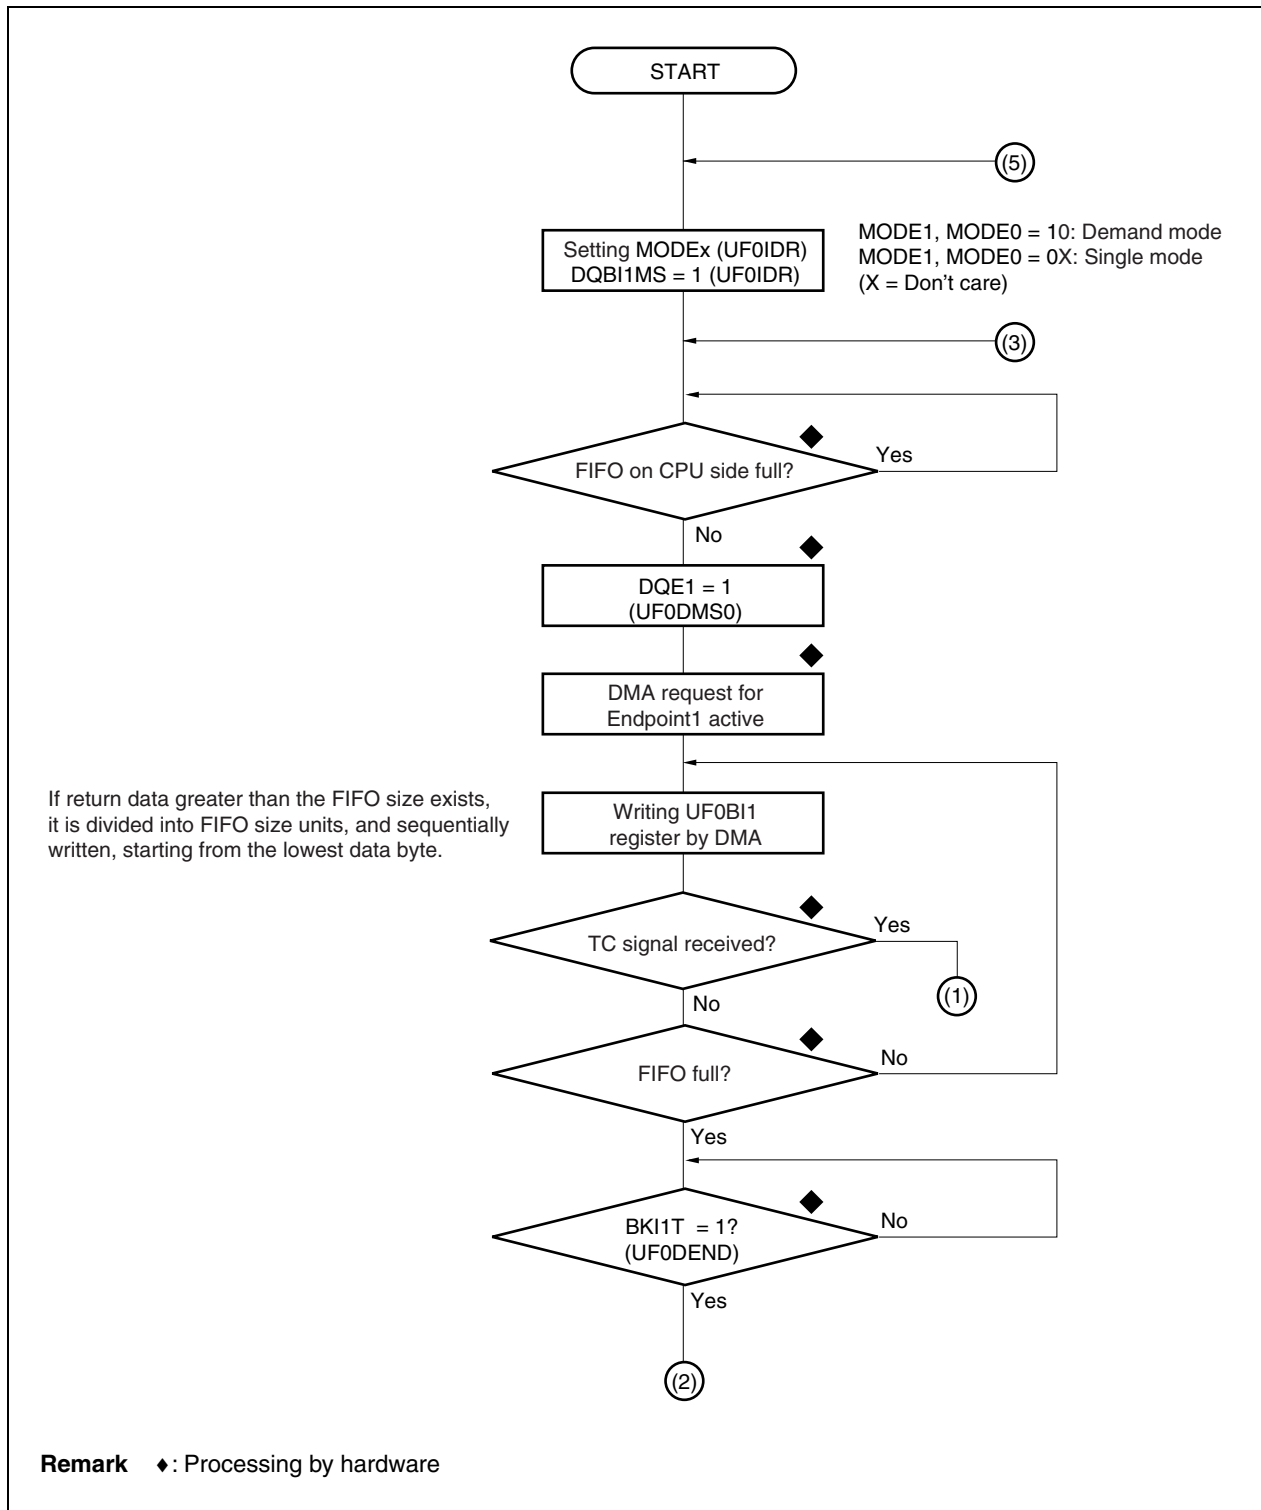 START
(5)
Setting MODEx (UF0IDR)
DQBI1MS = 1 (UF0IDR)
MODE1, MODE0 = 10: Demand mode
MODE1, MODE0 = 0X: Single mode
(X = Don't care)
(3)
FIFO on CPU side full?
Yes
No
DQE1 = 1
(UF0DMS0)
DMA request for
Endpoint1 active
If return data greater than the FIFO size exists,
it is divided into FIFO size units, and sequentially
written, starting from the lowest data byte.
Writing UF0BI1
register by DMA
TC signal received?
Yes
(1)
No
FIFO full?
No
Yes
BKI1T = 1?
(UF0DEND)
No
Yes
(2)
Remark ♦: Processing by hardware